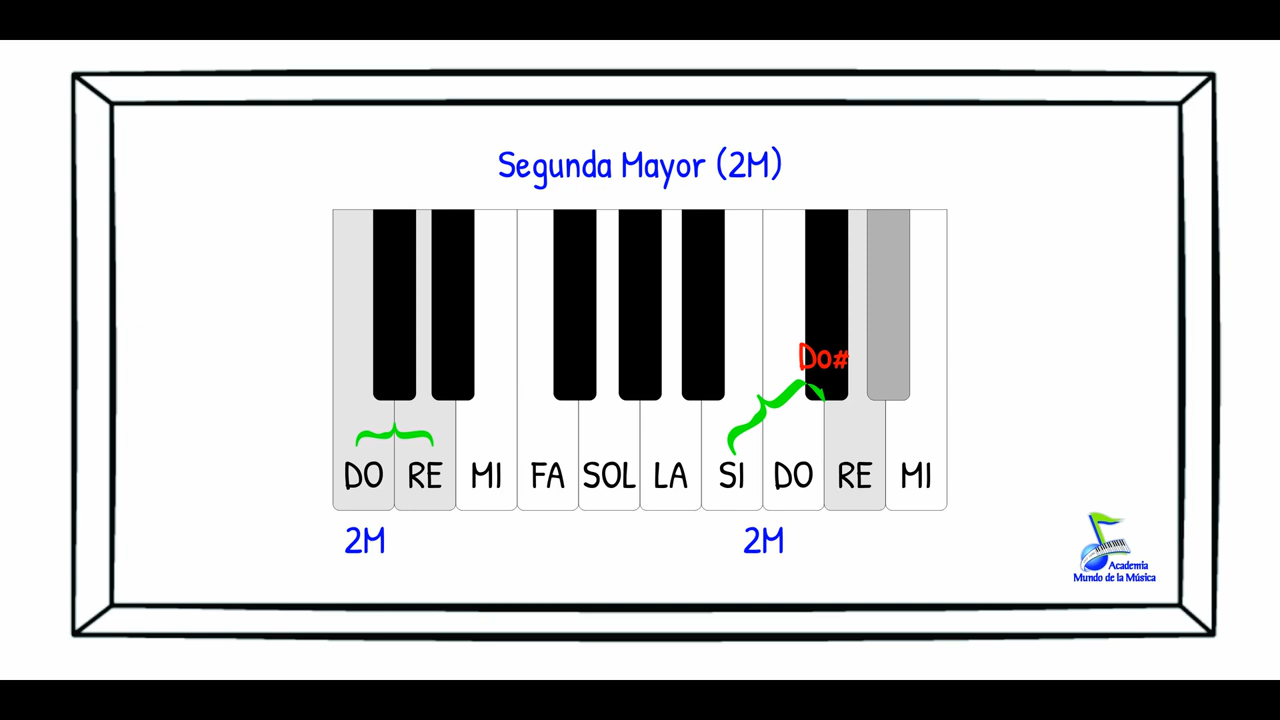 Segunda Mayor (2M)
Do#
DO RE MI FA SOL LA SI DO RE MI
2M 2M
Academia
Mundo de la Música